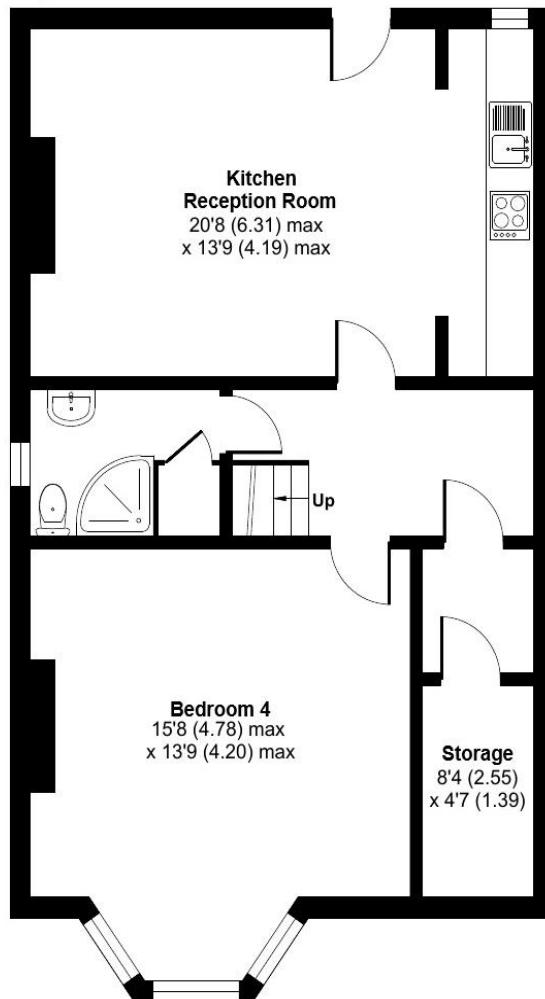 Kitchen
Reception Room
20'8 (6.31) max
x 13'9 (4.19) max
Up
Bedroom 4
15'8 (4.78) max
x 13'9 (4.20) max
Storage
8'4 (2.55)
x 4'7 (1.39)